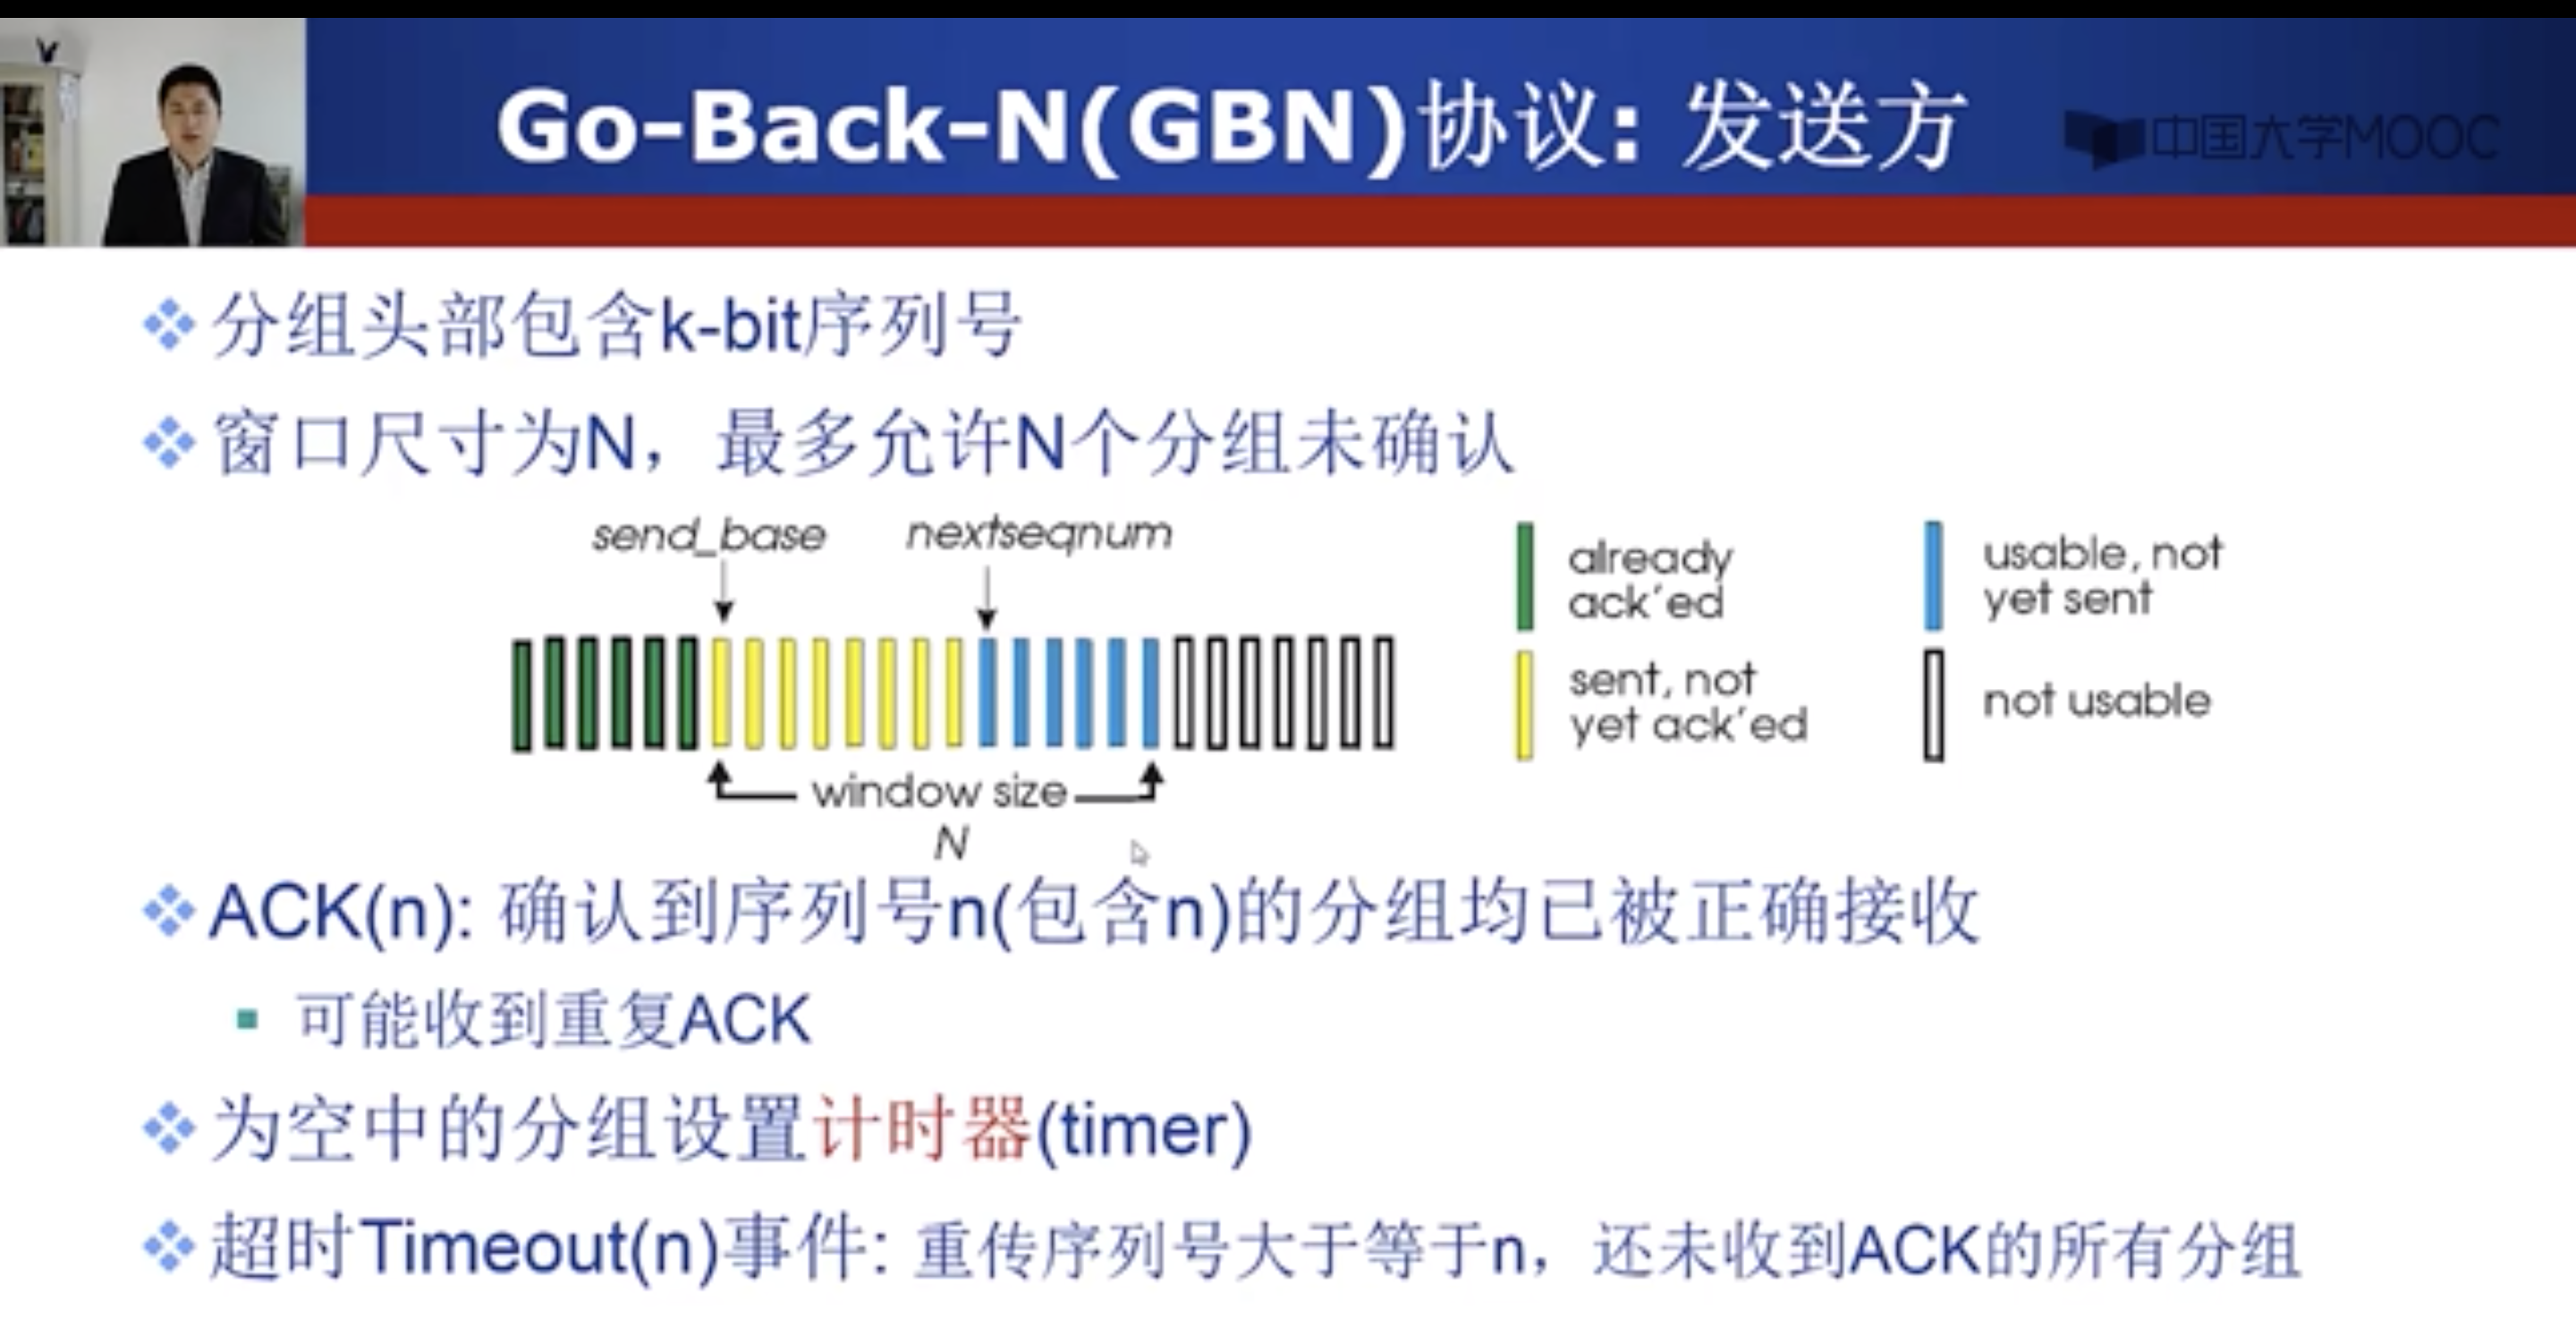 Go-Back-N(GBN)协议: 发送方
中国大学MOOC
分组头部包含k-bit序列号
窗口尺寸为N，最多允许N个分组未确认
send_base
nextseqnum
already
ack'ed
usable, not
yet sent
sent, not
yet ack'ed
not usable
window size
N
ACK(n): 确认到序列号n(包含n)的分组均已被正确接收
可能收到重复ACK
为空中的分组设置计时器(timer)
超时Timeout(n)事件: 重传序列号大于等于n，还未收到ACK的所有分组